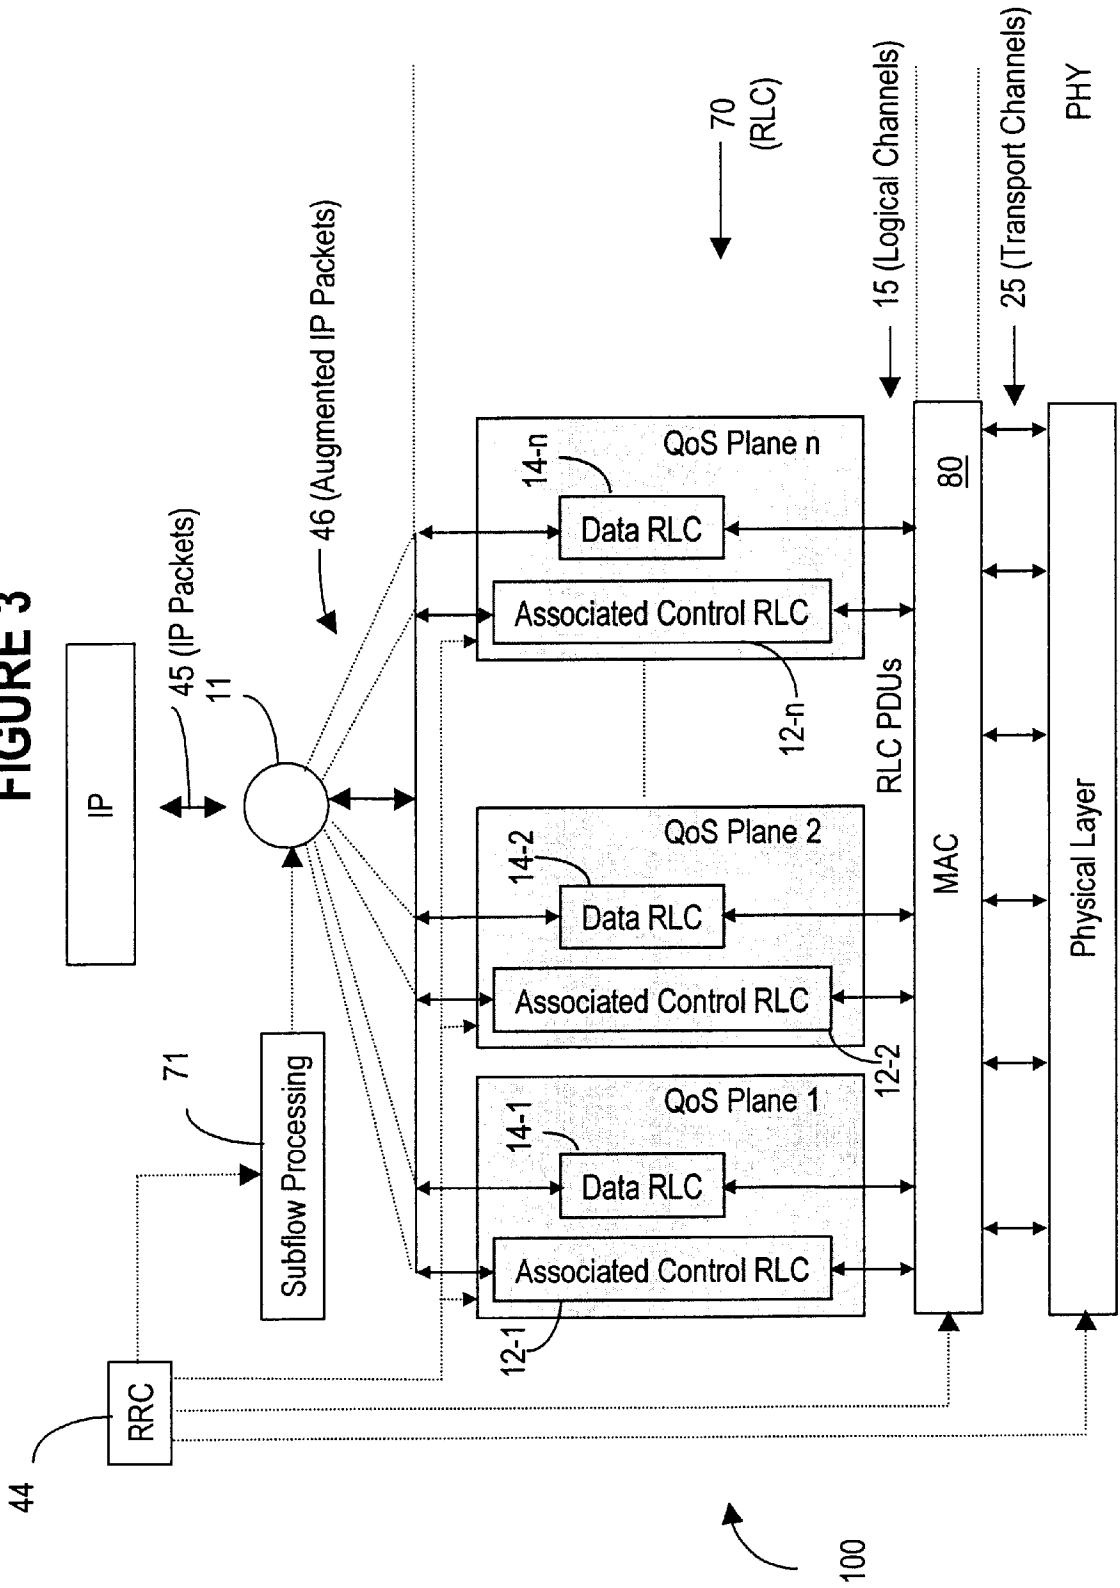 FIGURE 3
44
RRC
71
Subflow Processing
IP
45 (IP Packets)
11
46 (Augmented IP Packets)
12-1
Associated Control RLC
14-1
Data RLC
QoS Plane 1
12-2
Associated Control RLC
14-2
Data RLC
QoS Plane 2
12-n
Associated Control RLC
14-n
Data RLC
QoS Plane n
70
(RLC)
RLC PDUs
15 (Logical Channels)
MAC
80
25 (Transport Channels)
Physical Layer
PHY
100